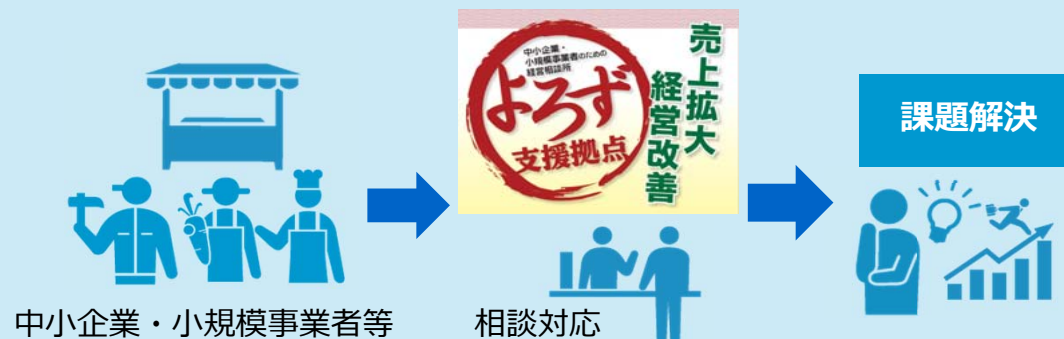 中小企業・
小規模事業者のための
経営相談所
よろず
支援拠点
売上拡大
経営改善
課題解決
中小企業・小規模事業者等
相談対応